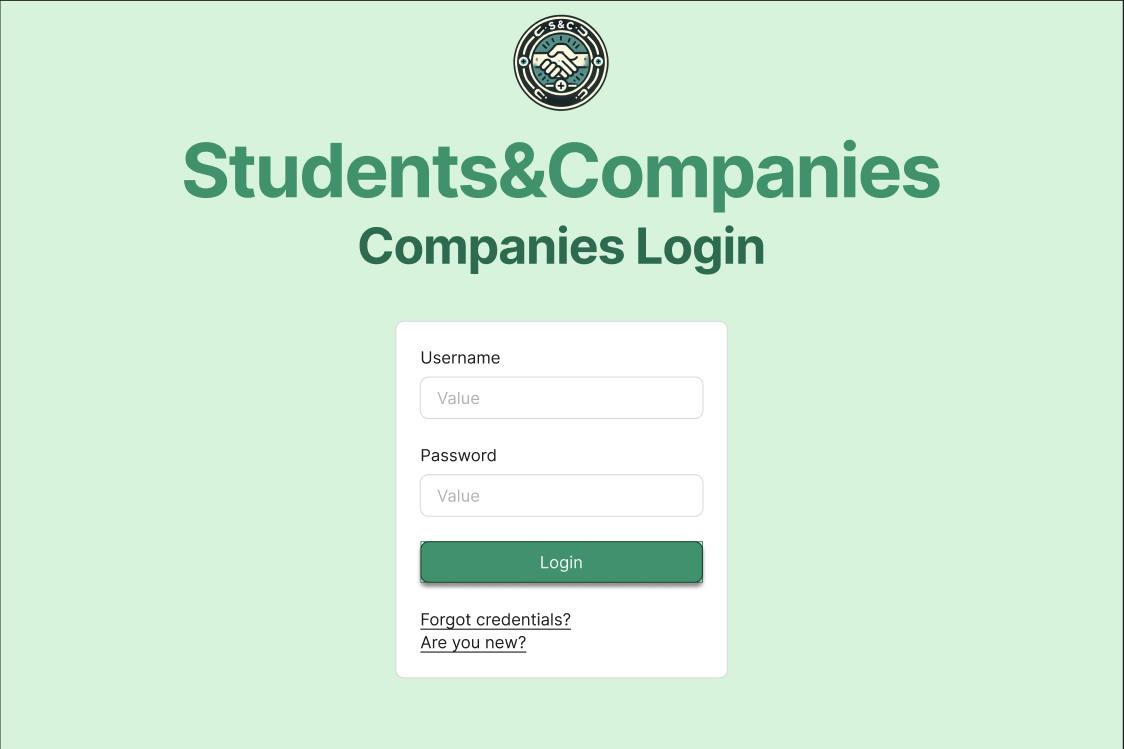 S&C
Students&Companies
Companies Login
Username
Value
Password
Value
Login
Forgot credentials?
Are you new?